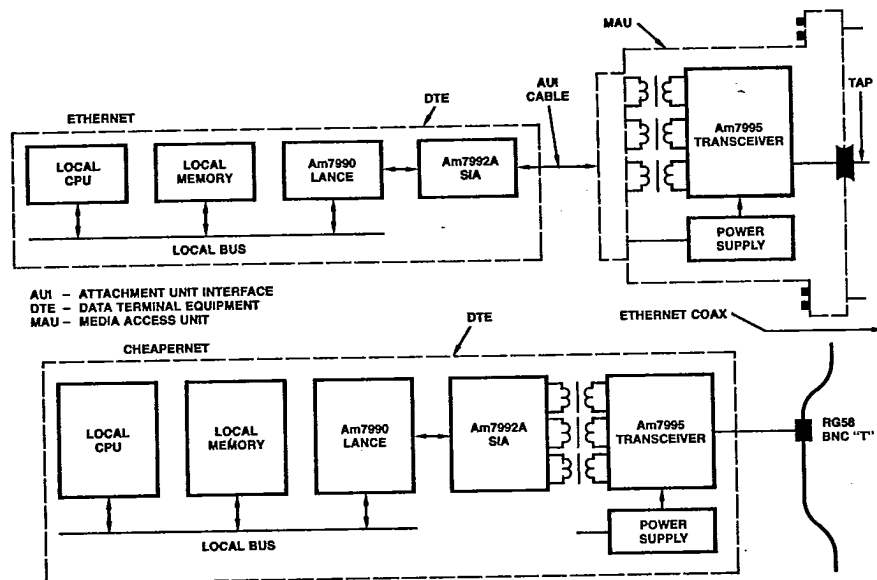 MAU
AUI
CABLE
TAP
DTE
ETHERNET
Am7995
TRANSCEIVER
LOCAL
CPU
LOCAL
MEMORY
Am7990
LANCE
Am7992A
SIA
LOCAL BUS
POWER
SUPPLY
AUI – ATTACHMENT UNIT INTERFACE
DTE – DATA TERMINAL EQUIPMENT
MAU – MEDIA ACCESS UNIT
ETHERNET COAX
DTE
CHEAPERNET
LOCAL
CPU
LOCAL
MEMORY
Am7990
LANCE
Am7992A
SIA
Am7995
TRANSCEIVER
RG58
BNC "T"
POWER
SUPPLY
LOCAL BUS